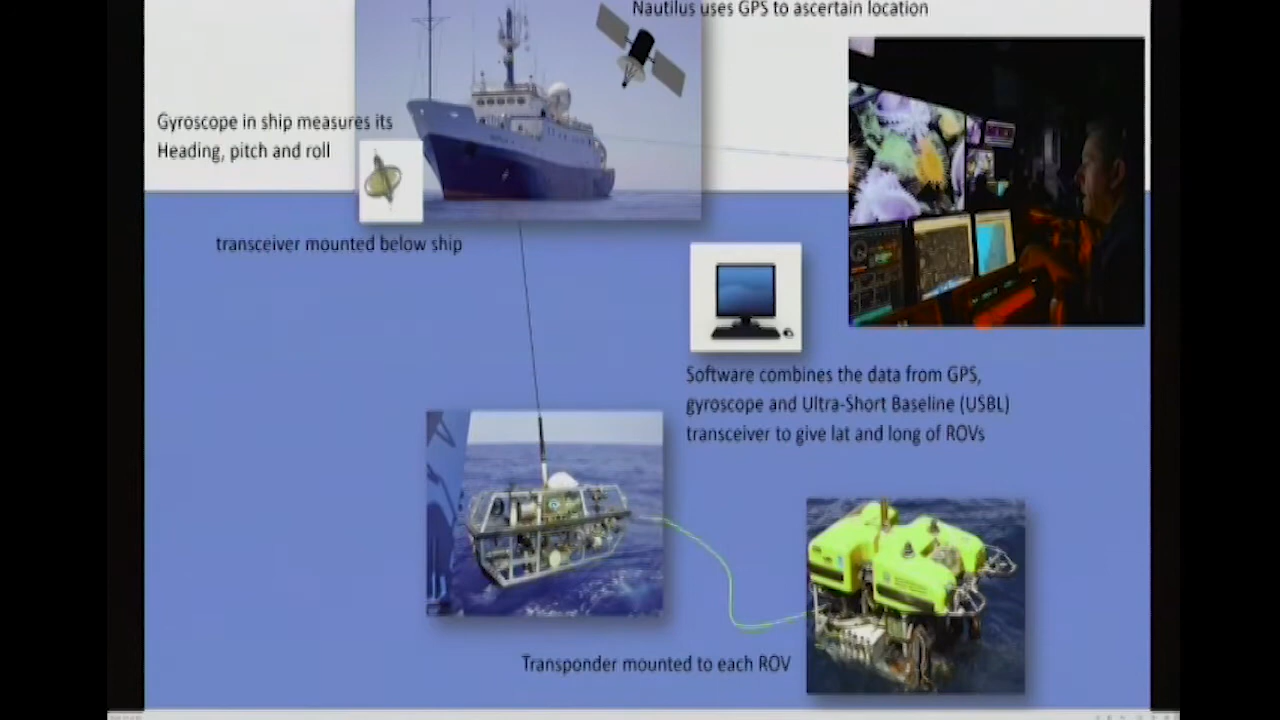 Nautilus uses GPS to ascertain location
Gyroscope in ship measures its
Heading, pitch and roll
transceiver mounted below ship
Software combines the data from GPS,
gyroscope and Ultra-Short Baseline (USBL)
transceiver to give lat and long of ROVs
Transponder mounted to each ROV